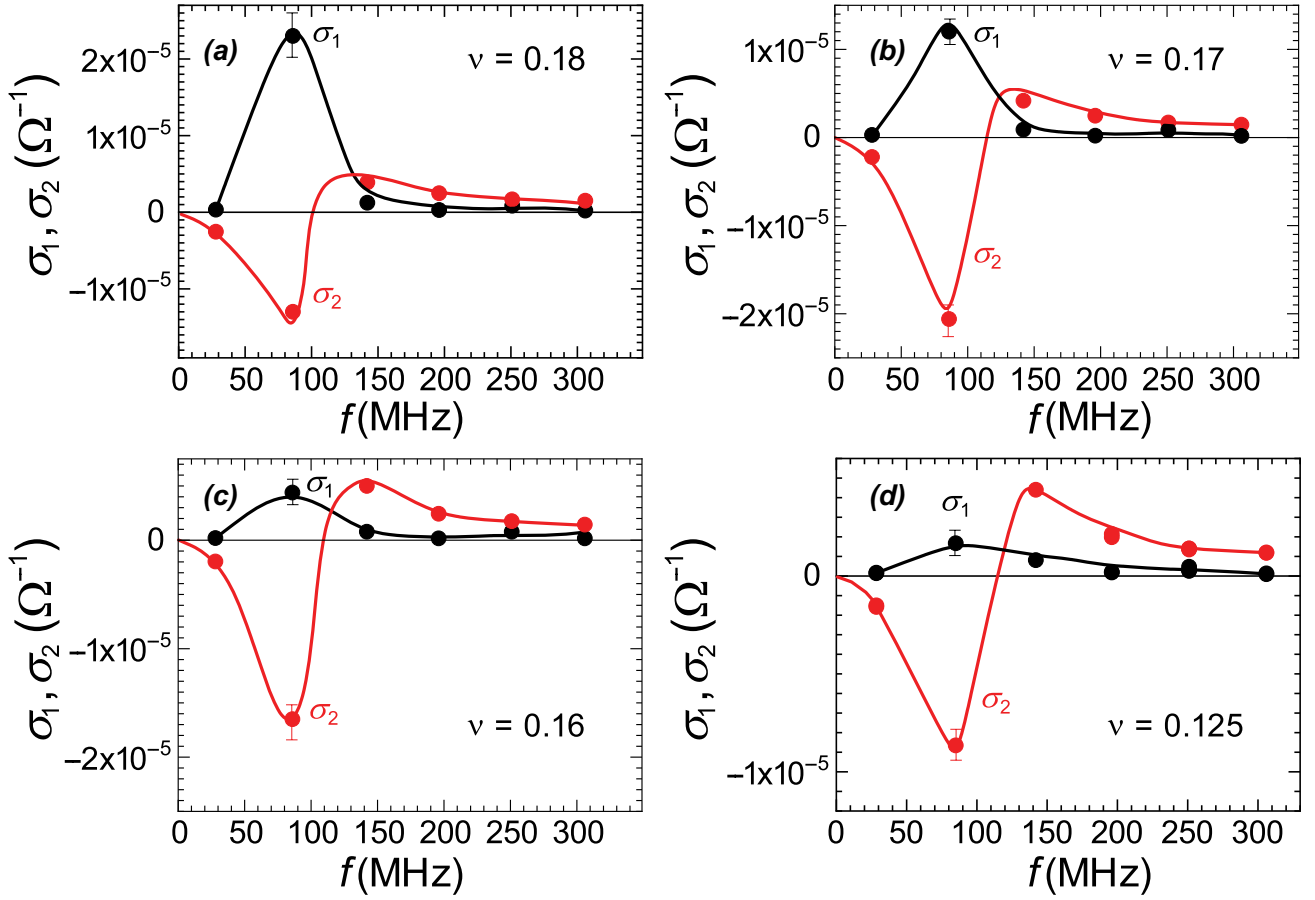 (a)
σ₁
ν = 0.18
2x10⁻⁵
1x10⁻⁵
0
−1x10⁻⁵
σ₂
σ₁, σ₂ (Ω⁻¹)
0 50 100 150 200 250 300
f (MHz)
(b)
σ₁
ν = 0.17
1x10⁻⁵
0
−1x10⁻⁵
−2x10⁻⁵
σ₂
σ₁, σ₂ (Ω⁻¹)
0 50 100 150 200 250 300
f (MHz)
(c)
σ₁
0
−1x10⁻⁵
−2x10⁻⁵
σ₂
ν = 0.16
σ₁, σ₂ (Ω⁻¹)
0 50 100 150 200 250 300
f (MHz)
(d)
σ₁
0
−1x10⁻⁵
σ₂
ν = 0.125
σ₁, σ₂ (Ω⁻¹)
0 50 100 150 200 250 300
f (MHz)